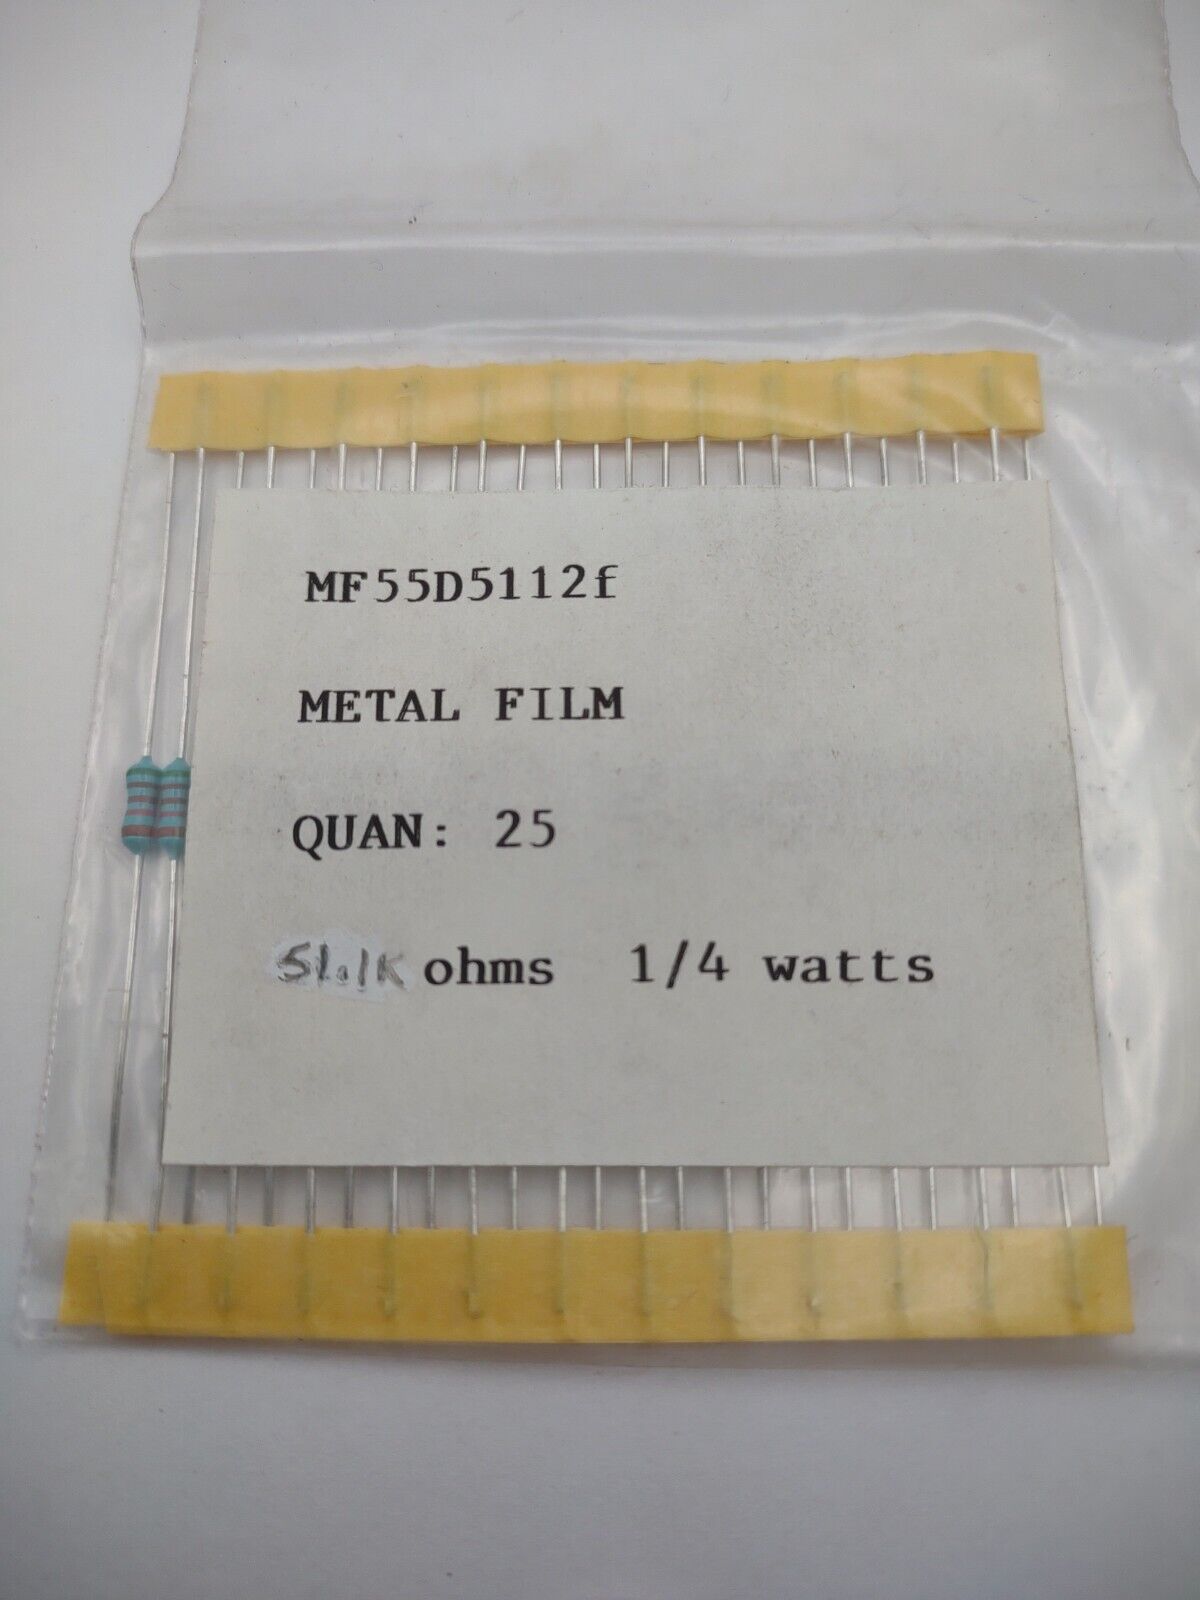 MF55D5112f
METAL FILM
QUAN: 25
51.1K ohms 1/4 watts